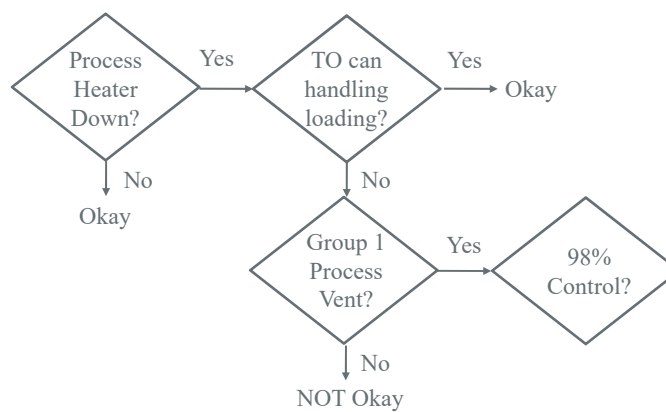 Process
Heater
Down?
Yes
TO can
handling
loading?
Yes
Okay
No
Okay
No
Group 1
Process
Vent?
Yes
98%
Control?
No
NOT Okay